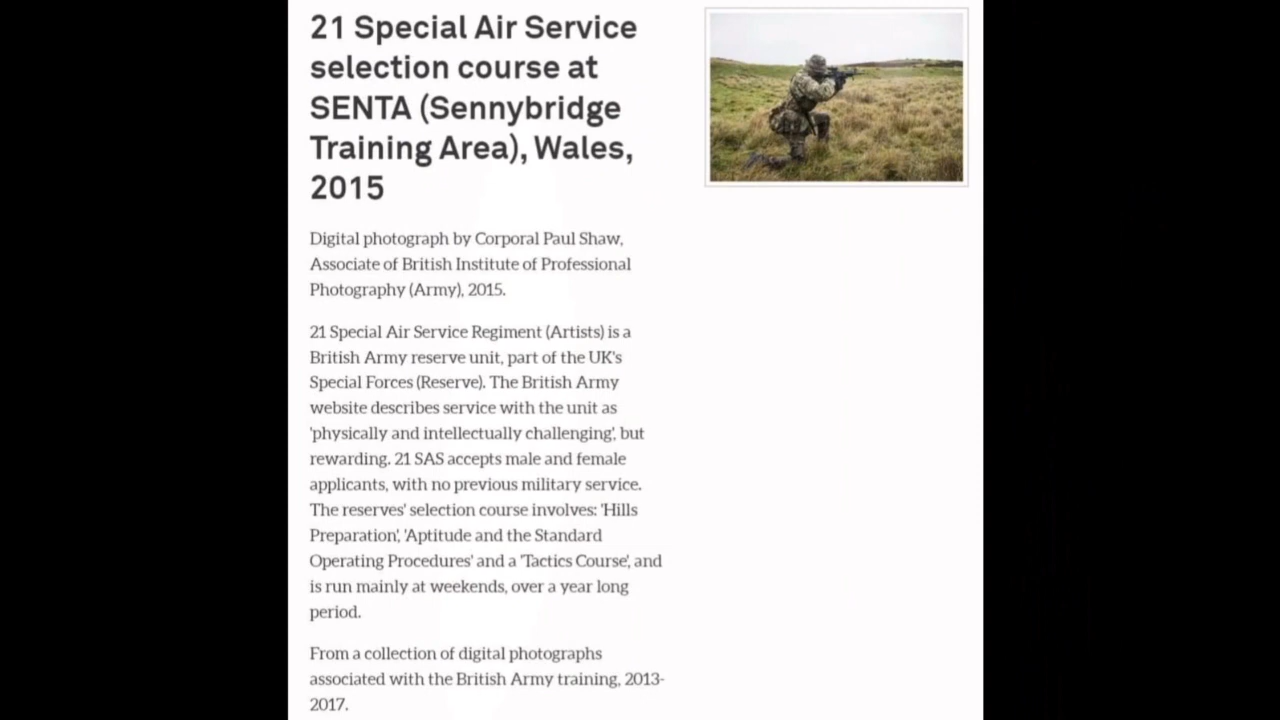 21 Special Air Service
selection course at
SENTA (Sennybridge
Training Area), Wales,
2015
Digital photograph by Corporal Paul Shaw,
Associate of British Institute of Professional
Photography (Army), 2015.
21 Special Air Service Regiment (Artists) is a
British Army reserve unit, part of the UK's
Special Forces (Reserve). The British Army
website describes service with the unit as
'physically and intellectually challenging', but
rewarding. 21 SAS accepts male and female
applicants, with no previous military service.
The reserves' selection course involves: 'Hills
Preparation', 'Aptitude and the Standard
Operating Procedures' and a 'Tactics Course', and
is run mainly at weekends, over a year long
period.
From a collection of digital photographs
associated with the British Army training, 2013-
2017.